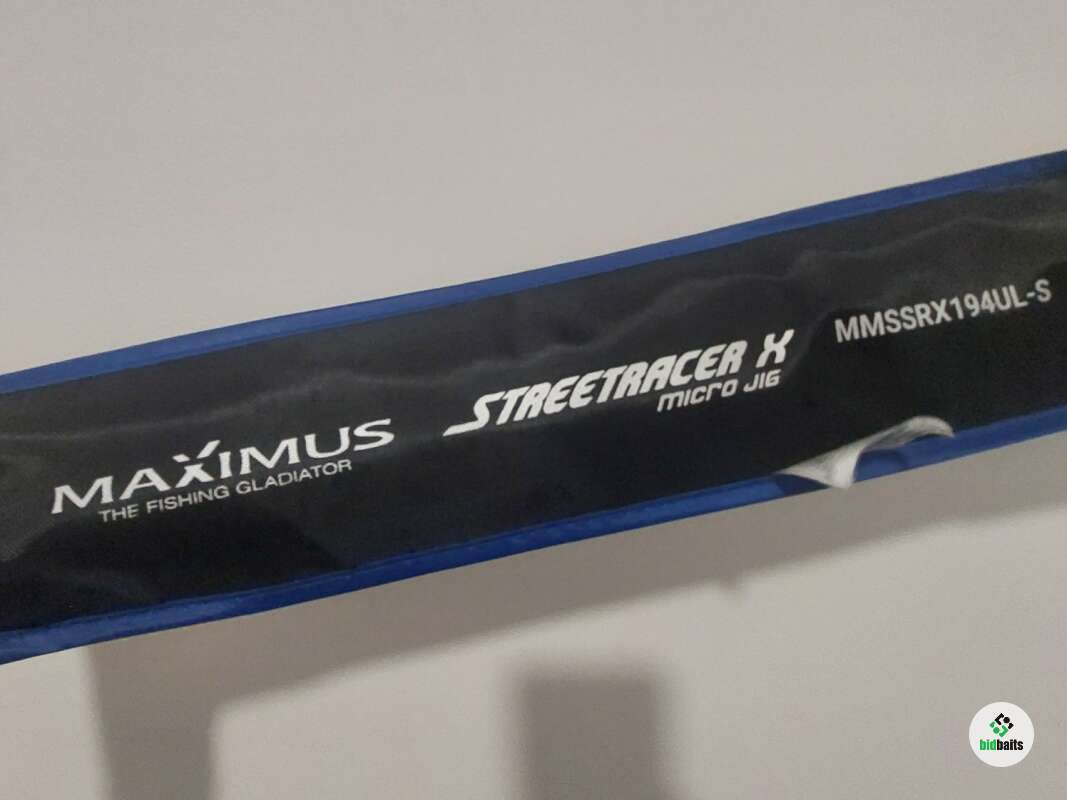 MAXIMUS
THE FISHING GLADIATOR
STREETRACER X
MICRO JIG
MMSSRX194UL-S
bidbaits